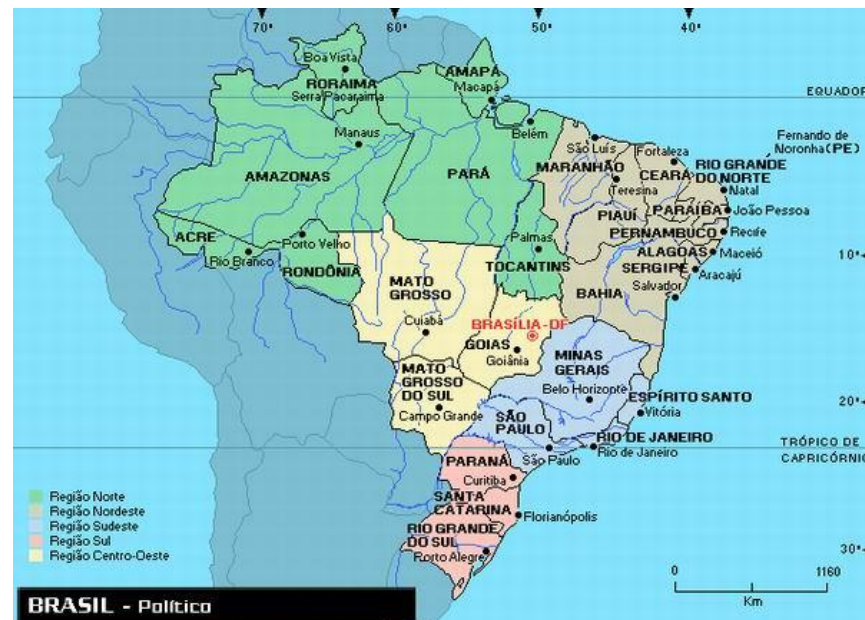 70°
60°
50°
40°
Boa Vista
RORAIMA
Serra Pacaraima
AMAPÁ
Macapá
EQUADOR
Manaus
Belém
São Luís
Fortaleza
Fernando de
Noronha (PE)
AMAZONAS
PARÁ
MARANHÃO
Teresina
CEARÁ
RIO GRANDE
DO NORTE
Natal
PIAUÍ
PARAÍBA
João Pessoa
ACRE
Rio Branco
Porto Velho
RONDÔNIA
Palmas
TOCANTINS
PERNAMBUCO
Recife
ALAGOAS
Maceió
SERGIPE
Aracajú
10°
MATO
GROSSO
Cuiabá
BAHIA
Salvador
BRASÍLIA-DF
GOIAS
Goiânia
MINAS
GERAIS
Belo Horizonte
MATO
GROSSO
DO SUL
Campo Grande
ESPÍRITO SANTO
Vitória
20°
SÃO
PAULO
São Paulo
RIO DE JANEIRO
Rio de Janeiro
TRÓPICO DE
CAPRICÓRNIO
PARANÁ
Curitiba
SANTA
CATARINA
Florianópolis
RIO GRANDE
DO SUL
Porto Alegre
30°
Região Norte
Região Nordeste
Região Sudeste
Região Sul
Região Centro-Oeste
0 1160
Km
BRASIL - Político